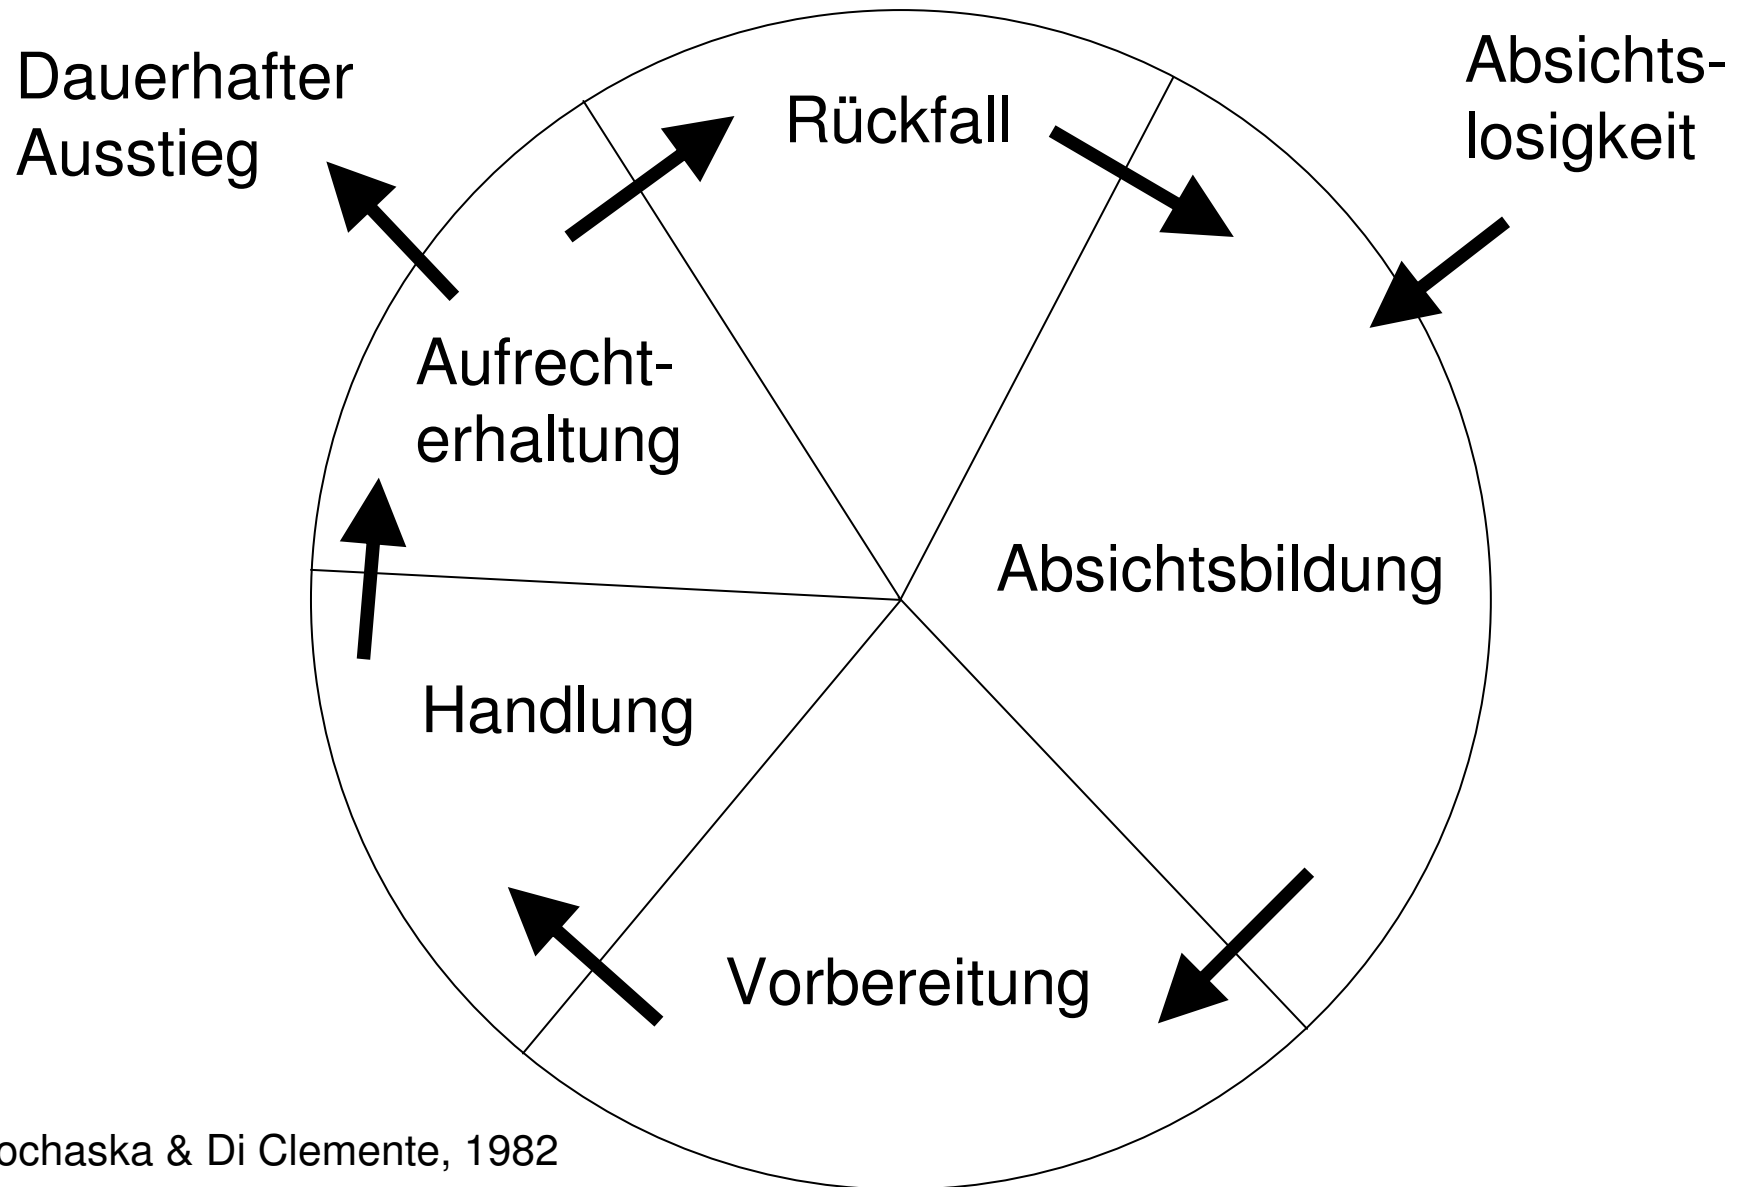 Dauerhafter
Ausstieg
Rückfall
Absichts-
losigkeit
Aufrecht-
erhaltung
Absichtsbildung
Handlung
Vorbereitung
ochaska & Di Clemente, 1982